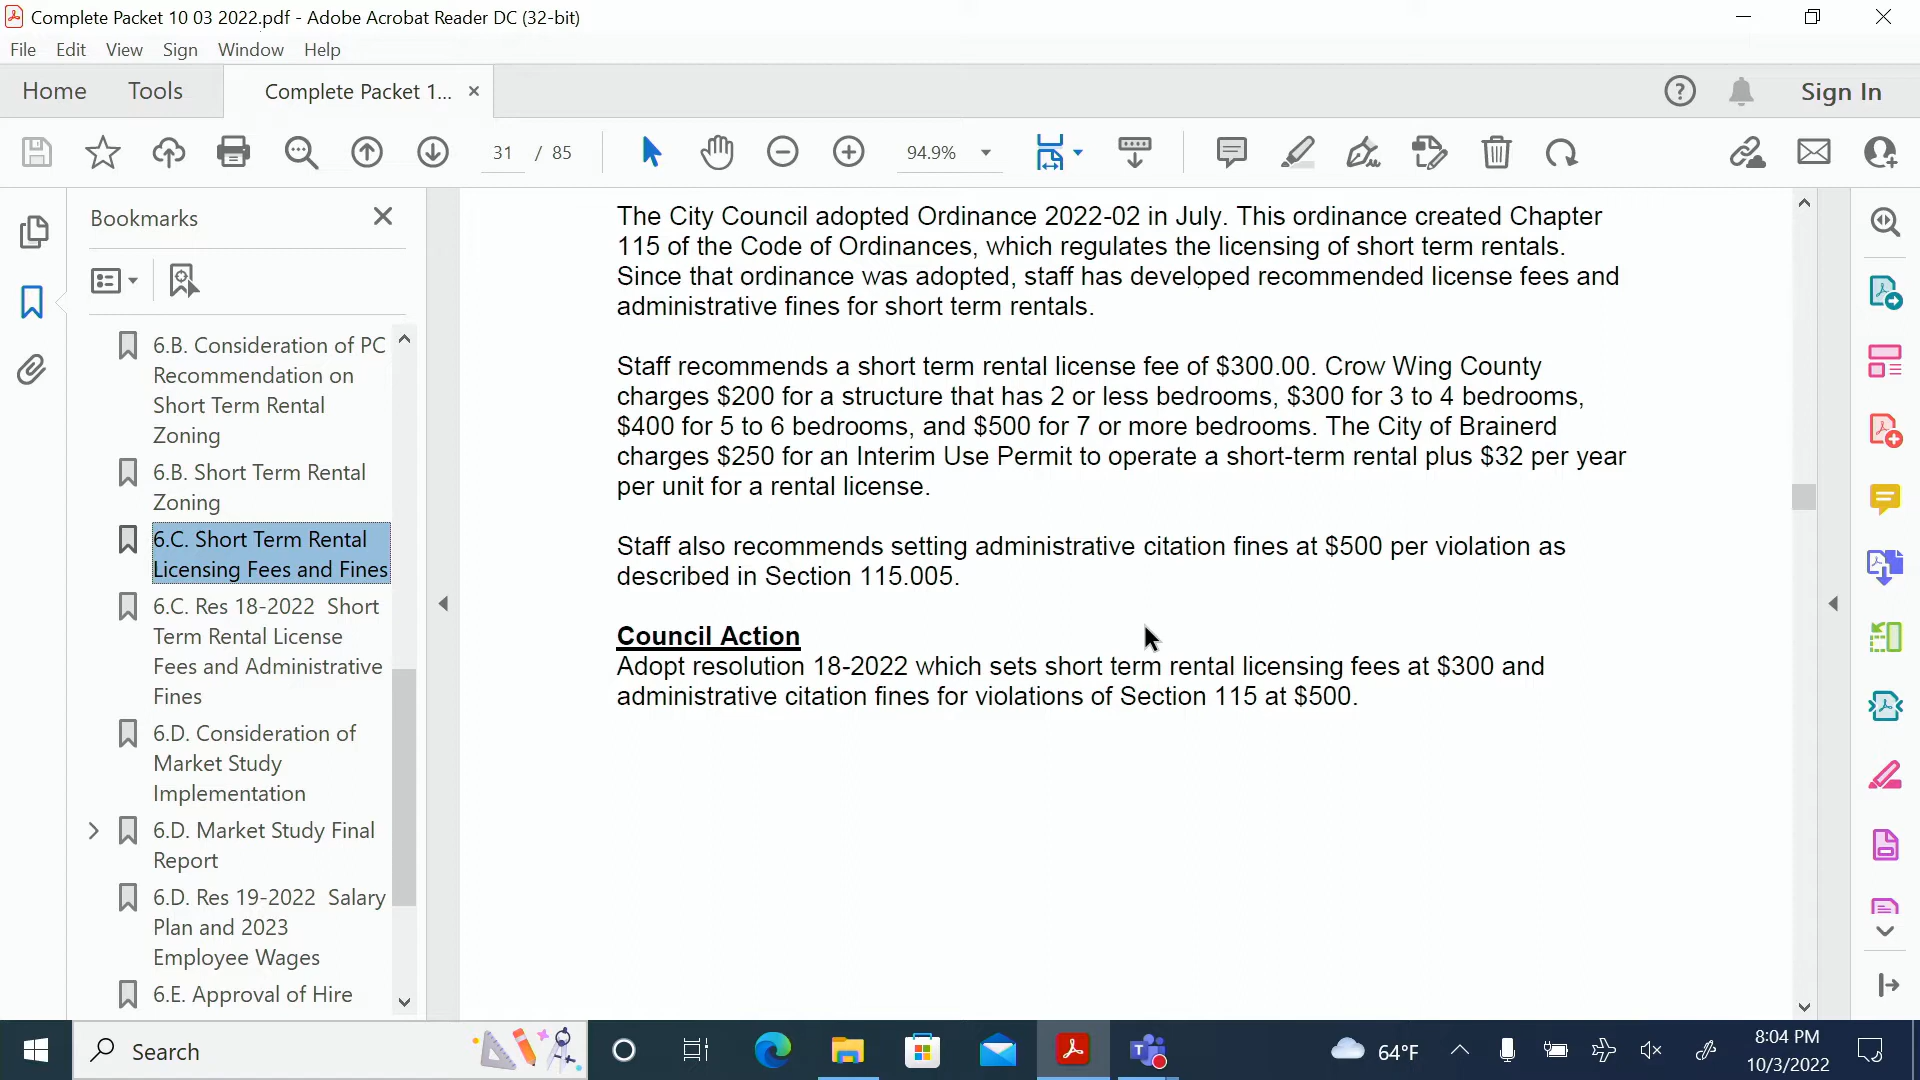 Complete Packet 10 03 2022.pdf - Adobe Acrobat Reader DC (32-bit)
File Edit View Sign Window Help
Home Tools Complete Packet 1... Sign In
31 / 85 94.9%
Bookmarks
6.B. Consideration of PC
Recommendation on
Short Term Rental
Zoning
6.B. Short Term Rental
Zoning
6.C. Short Term Rental
Licensing Fees and Fines
6.C. Res 18-2022 Short
Term Rental License
Fees and Administrative
Fines
6.D. Consideration of
Market Study
Implementation
6.D. Market Study Final
Report
6.D. Res 19-2022 Salary
Plan and 2023
Employee Wages
6.E. Approval of Hire
The City Council adopted Ordinance 2022-02 in July. This ordinance created Chapter
115 of the Code of Ordinances, which regulates the licensing of short term rentals.
Since that ordinance was adopted, staff has developed recommended license fees and
administrative fines for short term rentals.
Staff recommends a short term rental license fee of $300.00. Crow Wing County
charges $200 for a structure that has 2 or less bedrooms, $300 for 3 to 4 bedrooms,
$400 for 5 to 6 bedrooms, and $500 for 7 or more bedrooms. The City of Brainerd
charges $250 for an Interim Use Permit to operate a short-term rental plus $32 per year
per unit for a rental license.
Staff also recommends setting administrative citation fines at $500 per violation as
described in Section 115.005.
Council Action
Adopt resolution 18-2022 which sets short term rental licensing fees at $300 and
administrative citation fines for violations of Section 115 at $500.
Search
64°F
8:04 PM
10/3/2022